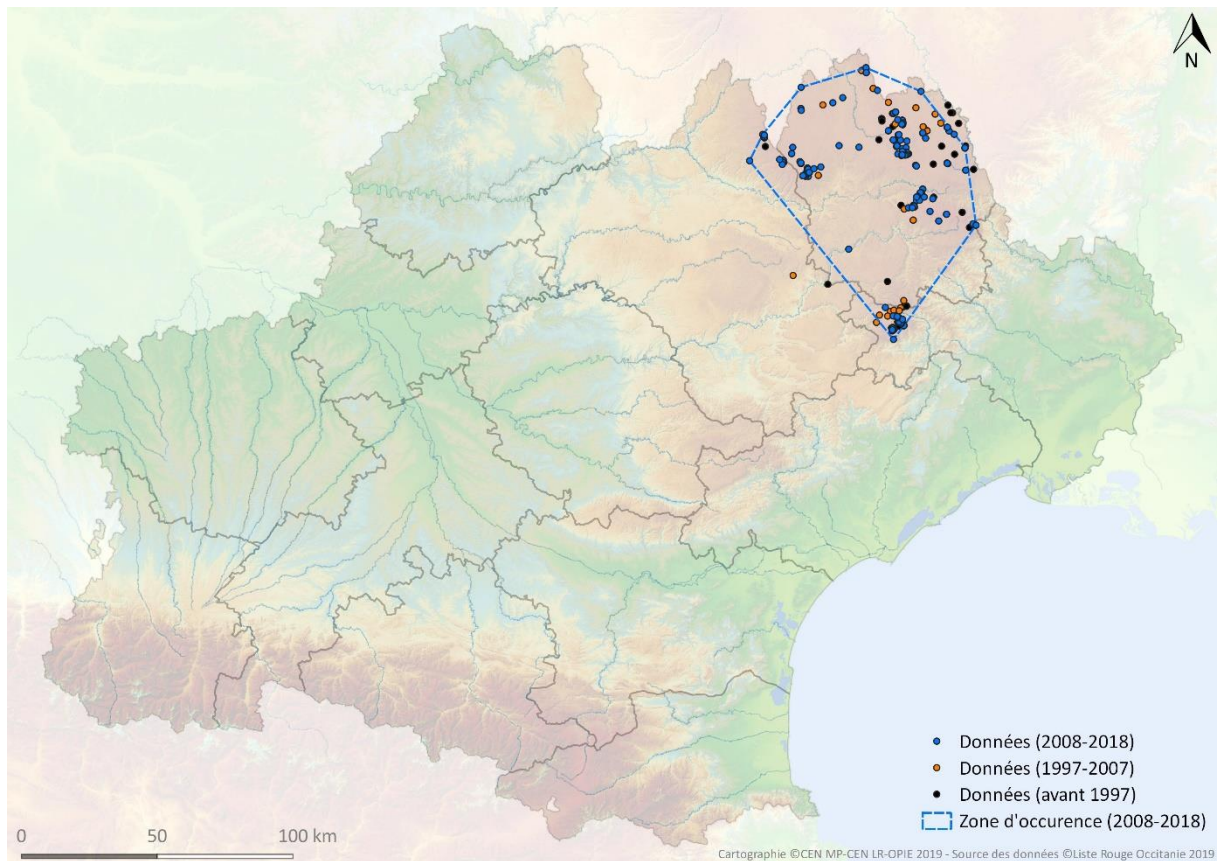 N
Données (2008-2018)
Données (1997-2007)
Données (avant 1997)
Zone d'occurence (2008-2018)
0 50 100 km
Cartographie ©CEN MP-CEN LR-OPIE 2019 - Source des données ©Liste Rouge Occitanie 2019